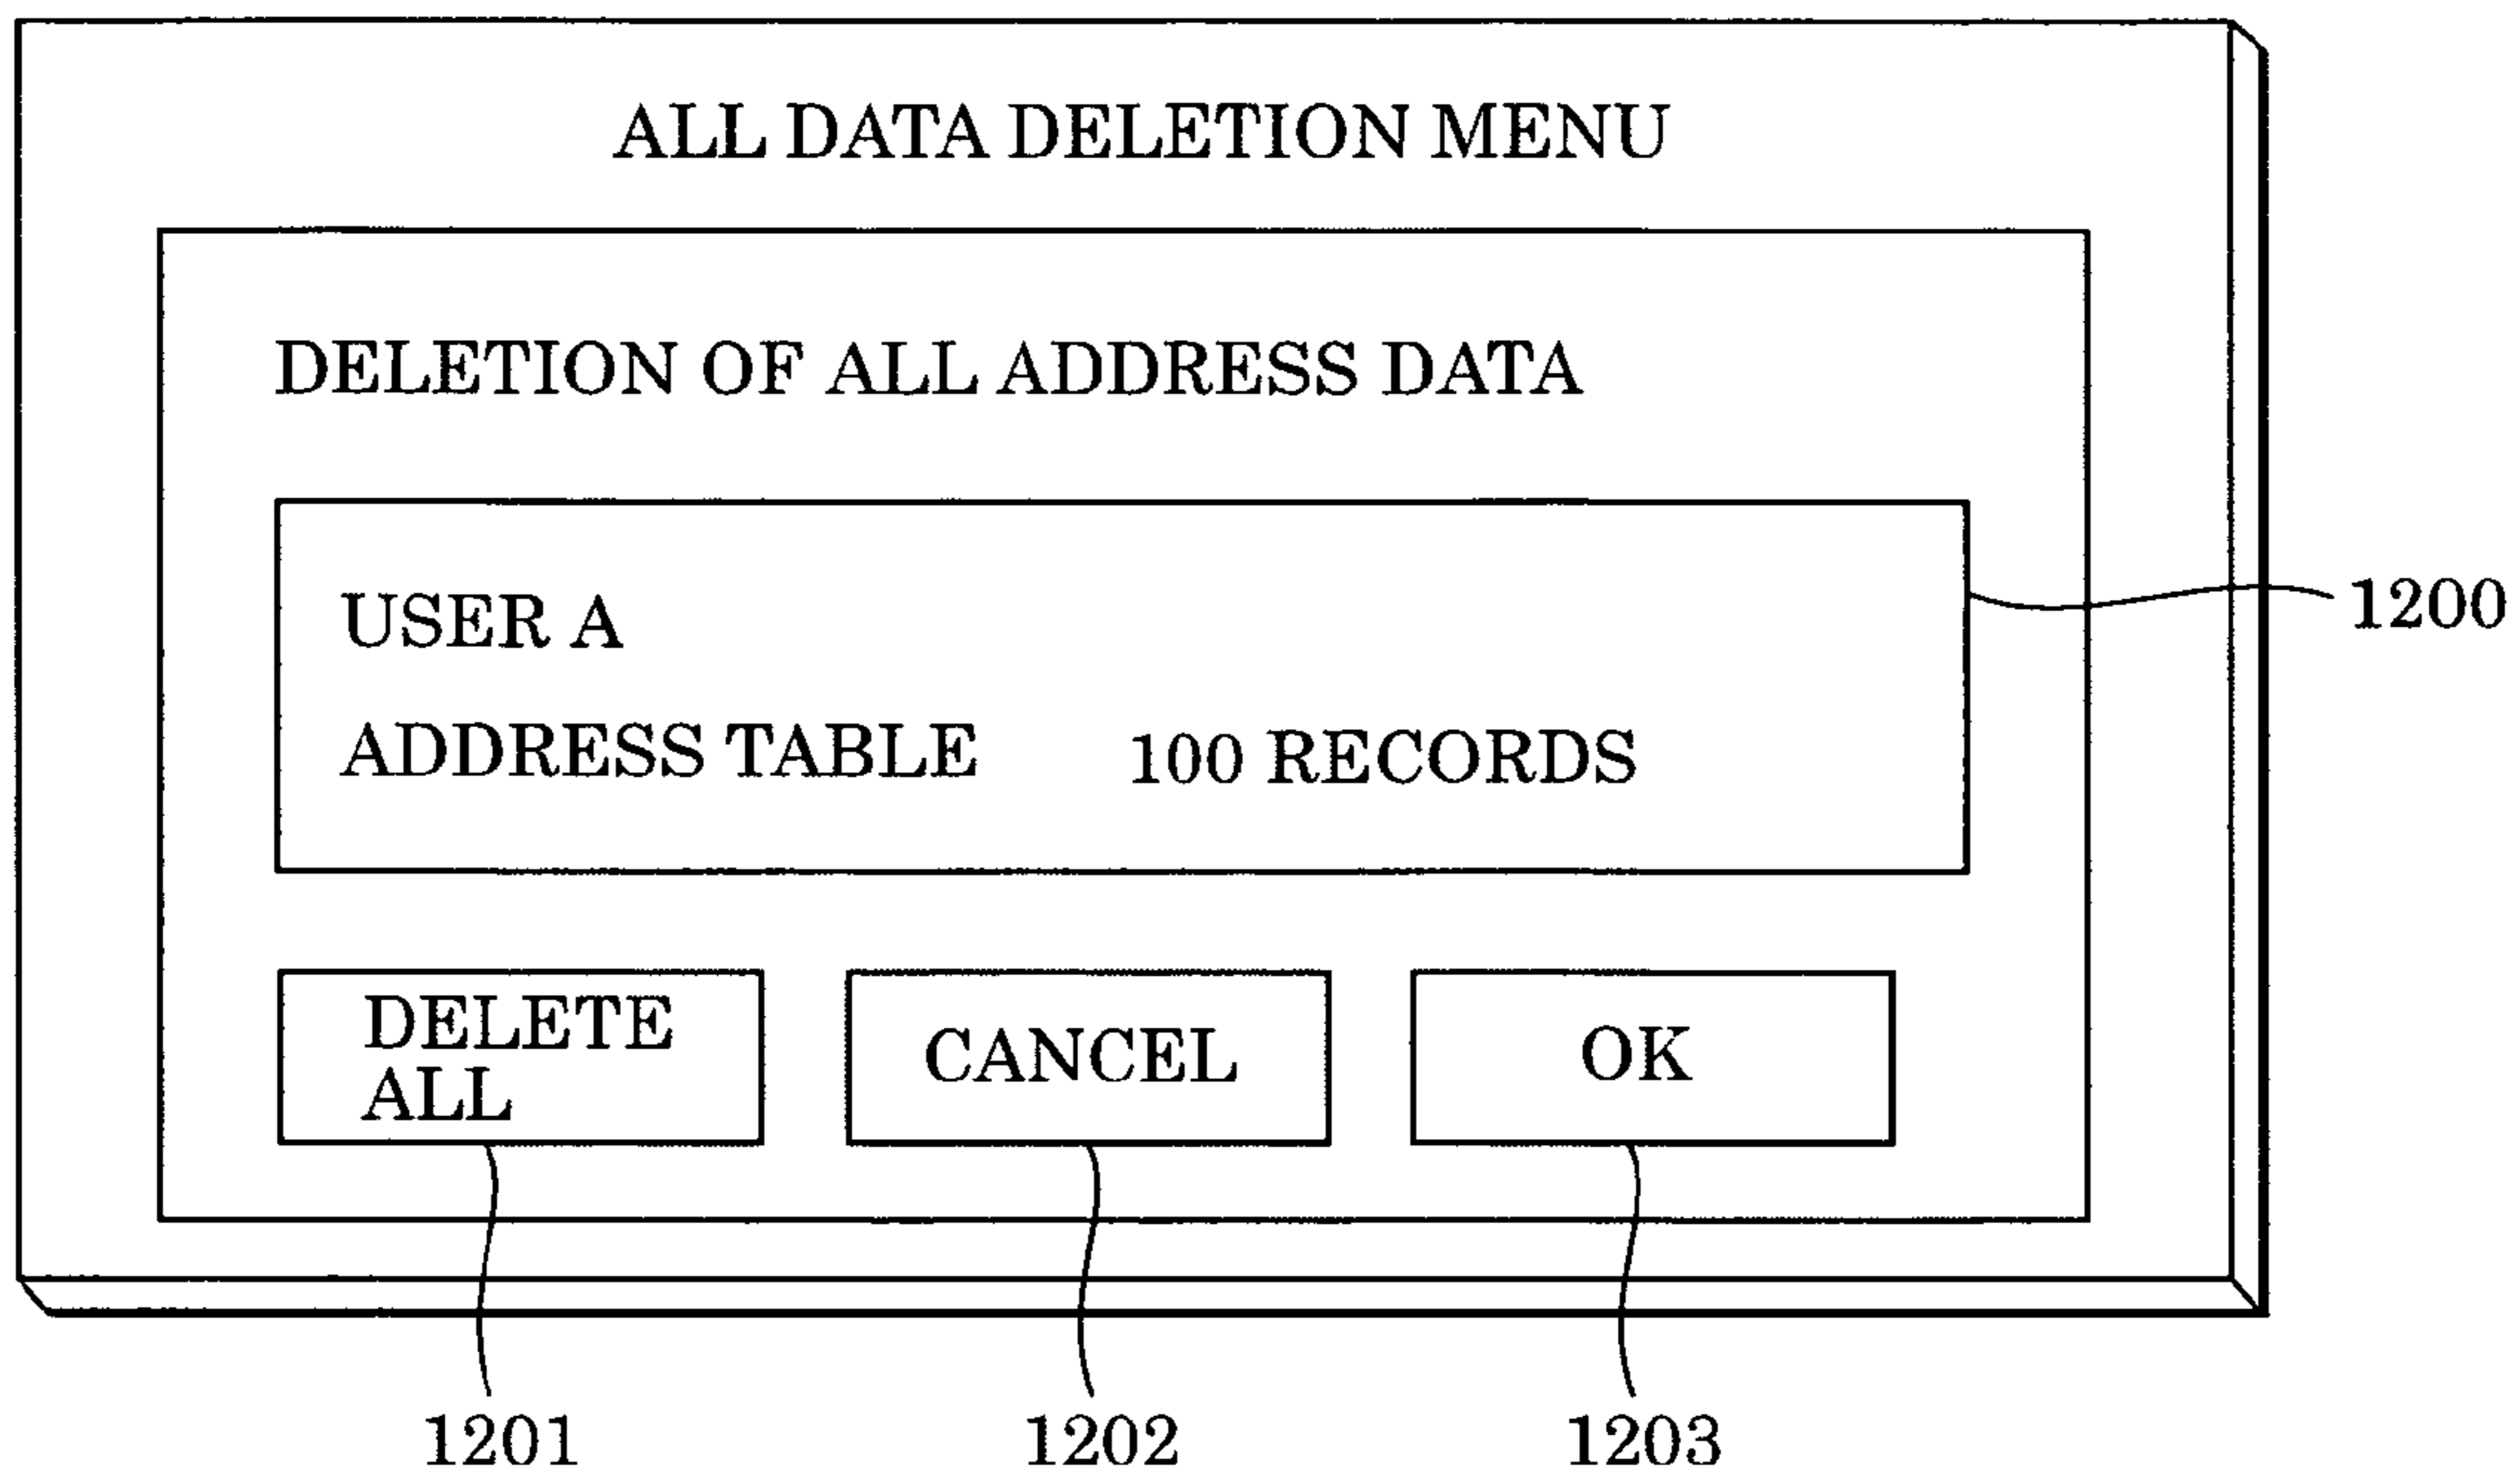 ALL DATA DELETION MENU
DELETION OF ALL ADDRESS DATA
USER A
1200
ADDRESS TABLE 100 RECORDS
DELETE
ALL
CANCEL
OK
1201 1202 1203